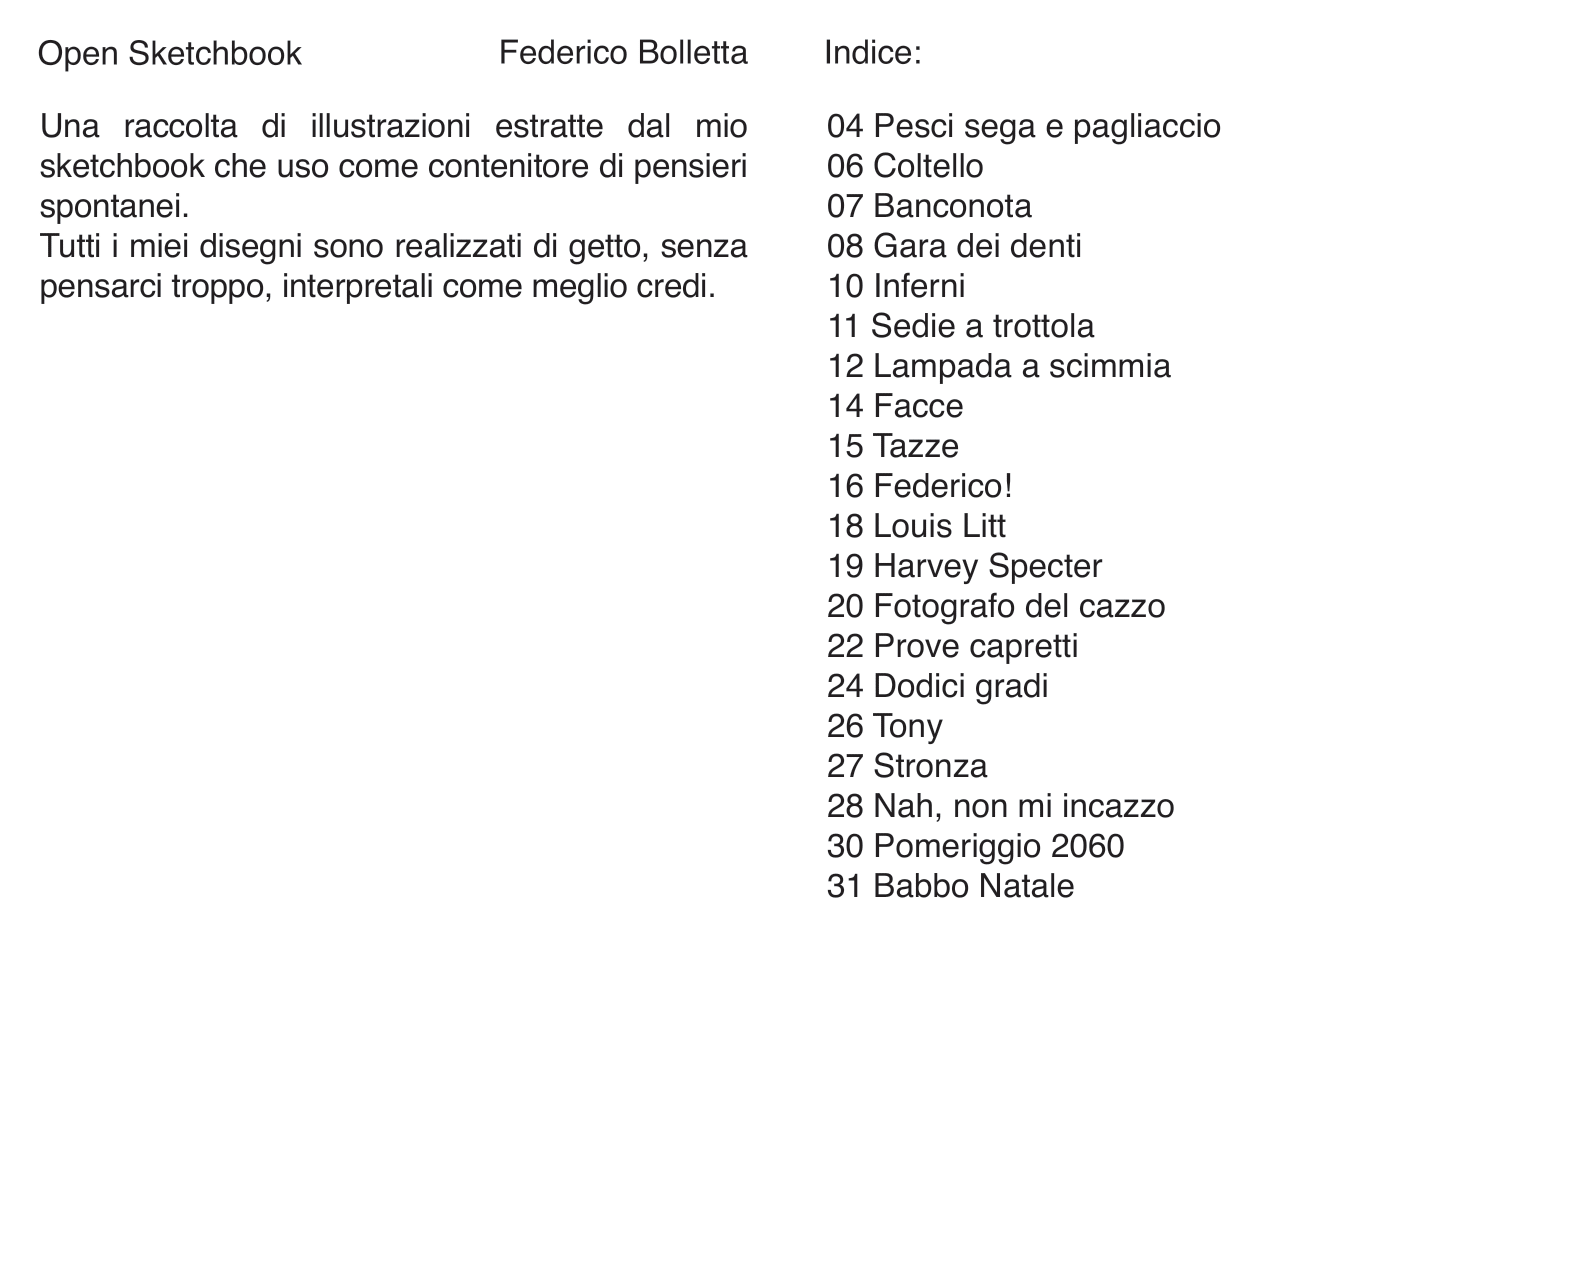 Open Sketchbook
Federico Bolletta
Una raccolta di illustrazioni estratte dal mio
sketchbook che uso come contenitore di pensieri
spontanei.
Tutti i miei disegni sono realizzati di getto, senza
pensarci troppo, interpretali come meglio credi.
Indice:
04 Pesci sega e pagliaccio
06 Coltello
07 Banconota
08 Gara dei denti
10 Inferni
11 Sedie a trottola
12 Lampada a scimmia
14 Facce
15 Tazze
16 Federico!
18 Louis Litt
19 Harvey Specter
20 Fotografo del cazzo
22 Prove capretti
24 Dodici gradi
26 Tony
27 Stronza
28 Nah, non mi incazzo
30 Pomeriggio 2060
31 Babbo Natale